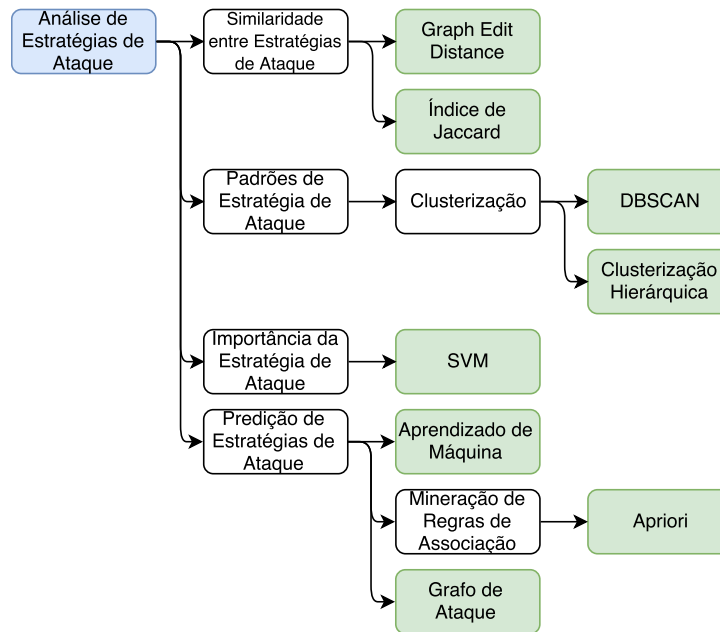 Análise de
Estratégias de
Ataque
Similaridade
entre Estratégias
de Ataque
Graph Edit
Distance
Índice de
Jaccard
Padrões de
Estratégia de
Ataque
Clusterização
DBSCAN
Clusterização
Hierárquica
Importância da
Estratégia de
Ataque
SVM
Predição de
Estratégias de
Ataque
Aprendizado de
Máquina
Mineração de
Regras de
Associação
Apriori
Grafo de
Ataque